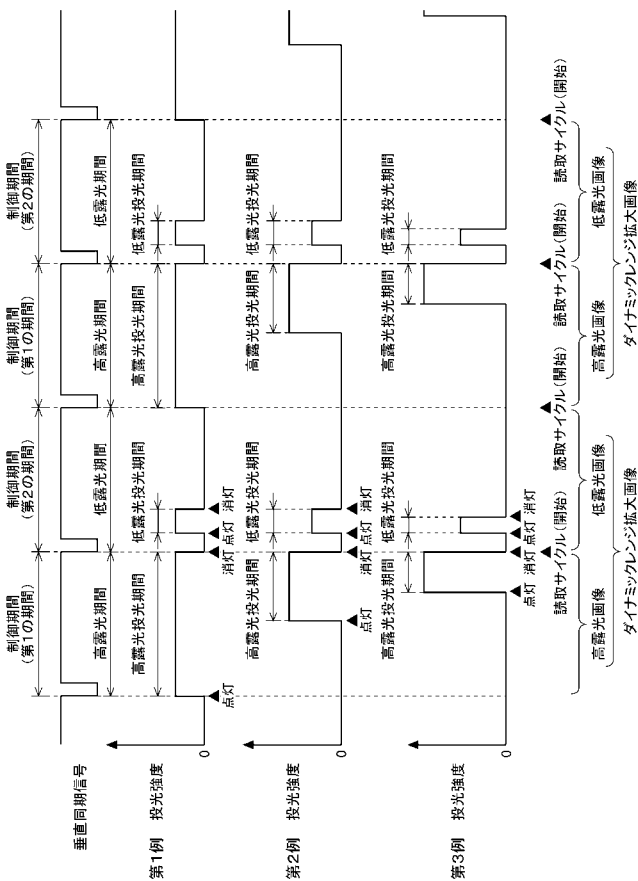 制御期間
(第1の期間)
制御期間
(第2の期間)
制御期間
(第1の期間)
制御期間
(第2の期間)
垂直同期信号
高露光期間
低露光期間
高露光期間
低露光期間
高露光投光期間
低露光投光期間
高露光投光期間
低露光投光期間
第1例 投光強度
0
点灯
消灯
点灯
消灯
高露光投光期間
低露光投光期間
高露光投光期間
低露光投光期間
第2例 投光強度
0
点灯
消灯
点灯
消灯
高露光投光期間
低露光投光期間
高露光投光期間
低露光投光期間
第3例 投光強度
0
点灯
消灯
点灯
消灯
読取サイクル(開始)
読取サイクル(開始)
読取サイクル(開始)
読取サイクル(開始)
高露光画像
低露光画像
高露光画像
低露光画像
ダイナミックレンジ拡大画像
ダイナミックレンジ拡大画像